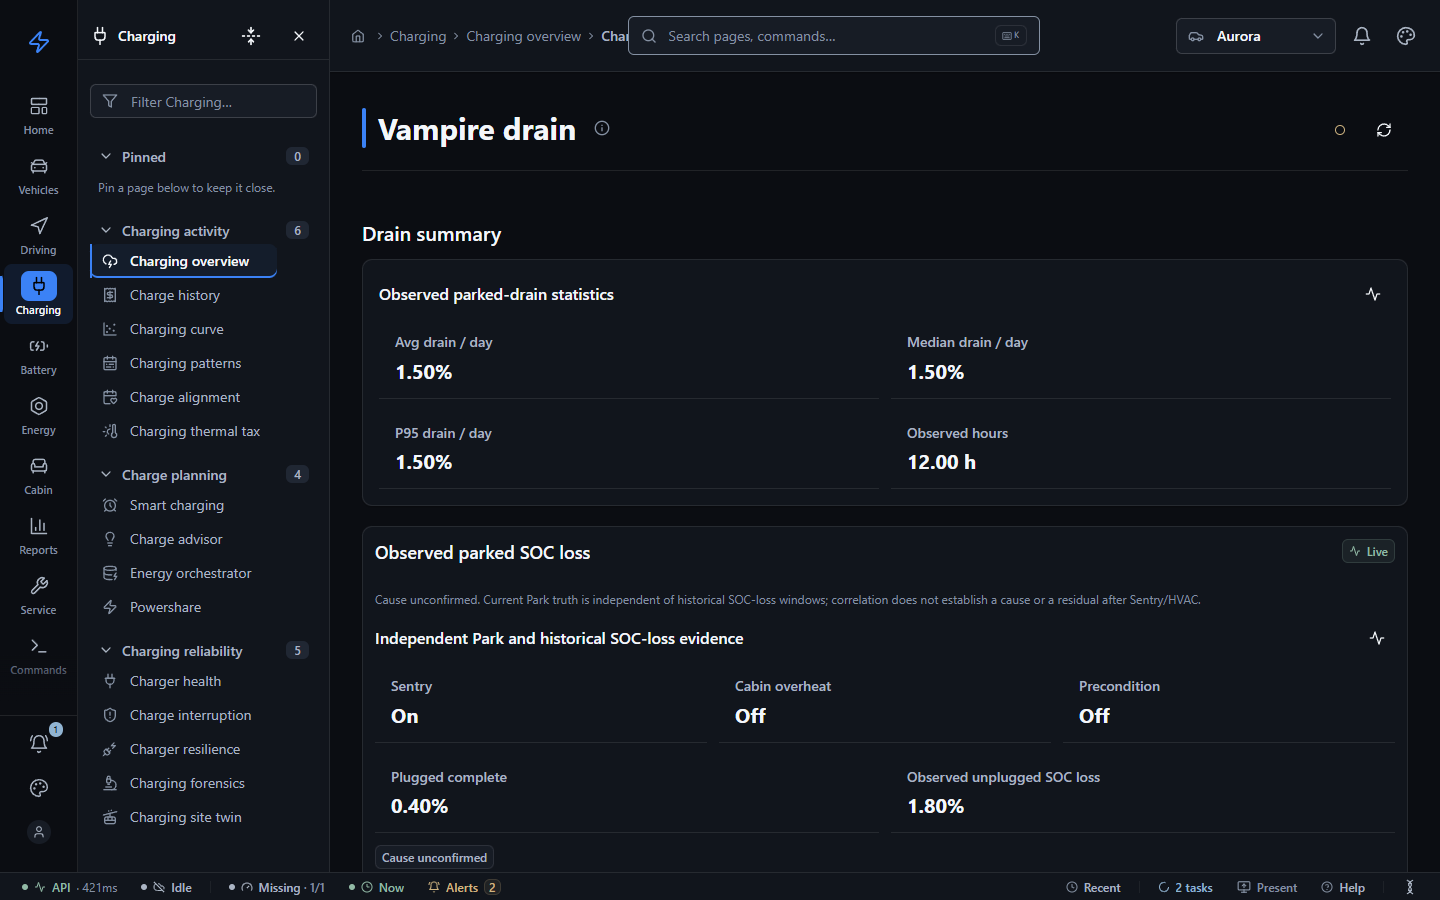 Charging
Charging
Charging overview
Char
Search pages, commands...
K
Aurora
Home
Vehicles
Driving
Charging
Battery
Energy
Cabin
Reports
Service
Commands
1
Filter Charging...
Pinned
0
Pin a page below to keep it close.
Charging activity
6
Charging overview
Charge history
Charging curve
Charging patterns
Charge alignment
Charging thermal tax
Charge planning
4
Smart charging
Charge advisor
Energy orchestrator
Powershare
Charging reliability
5
Charger health
Charge interruption
Charger resilience
Charging forensics
Charging site twin
Vampire drain
Drain summary
Observed parked-drain statistics
Avg drain / day
1.50%
Median drain / day
1.50%
P95 drain / day
1.50%
Observed hours
12.00 h
Observed parked SOC loss
Live
Cause unconfirmed. Current Park truth is independent of historical SOC-loss windows; correlation does not establish a cause or a residual after Sentry/HVAC.
Independent Park and historical SOC-loss evidence
Sentry
On
Cabin overheat
Off
Precondition
Off
Plugged complete
0.40%
Observed unplugged SOC loss
1.80%
Cause unconfirmed
API · 421ms
Idle
Missing · 1/1
Now
Alerts 2
Recent
2 tasks
Present
Help